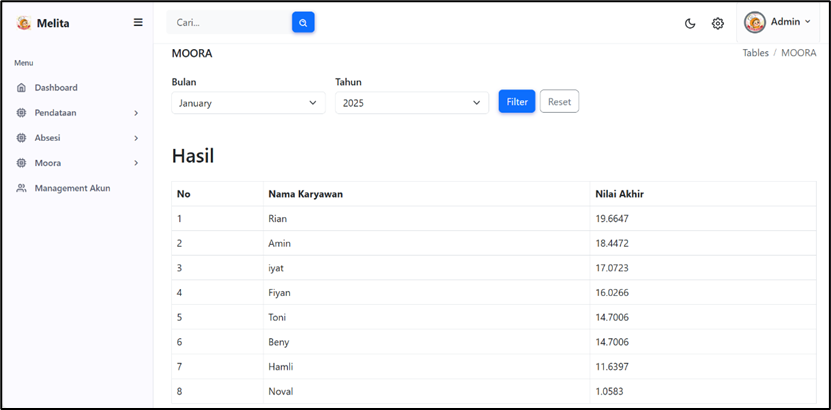 Melita
Cari...
Admin
MOORA
Tables / MOORA
Menu
Dashboard
Pendataan
Absesi
Moora
Management Akun
Bulan
Tahun
January
2025
Filter
Reset
Hasil
No Nama Karyawan Nilai Akhir
1 Rian 19.6647
2 Amin 18.4472
3 iyat 17.0723
4 Fiyan 16.0266
5 Toni 14.7006
6 Beny 14.7006
7 Hamli 11.6397
8 Noval 1.0583